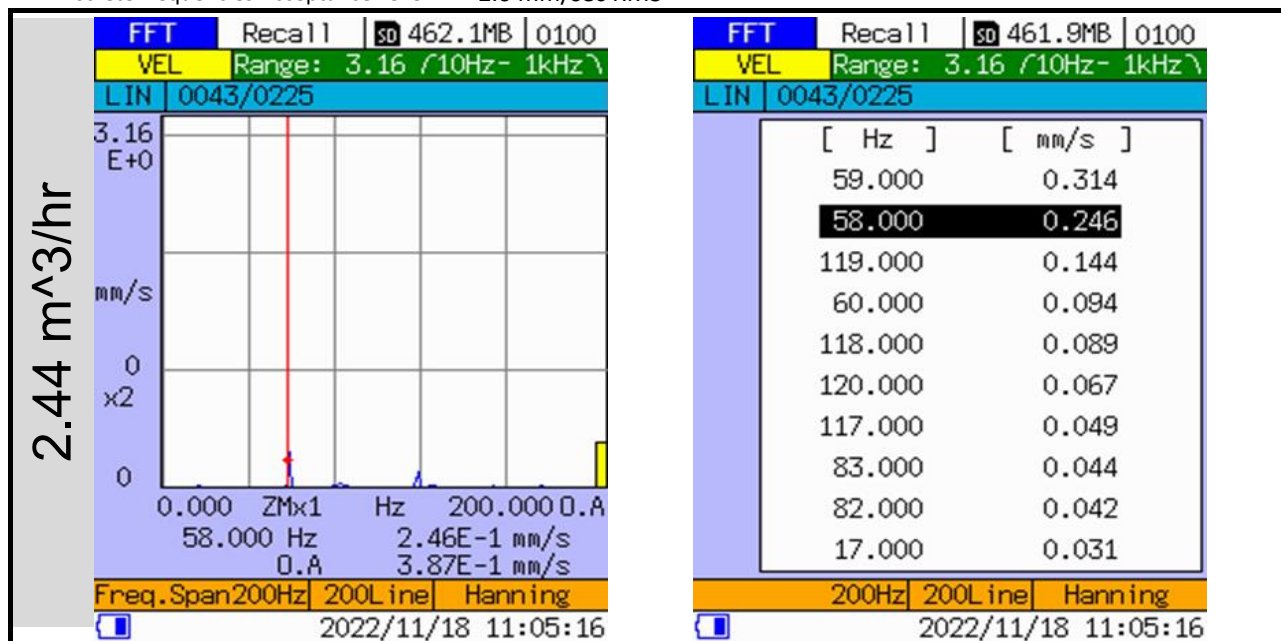 2.44 m^3/hr
FFT Recall SD 462.1MB 0100
VEL Range: 3.16 /10Hz- 1kHz\
LIN 0043/0225
3.16
E+0
mm/s
0
x2
0
0.000 ZMx1 Hz 200.000 O.A
58.000 Hz 2.46E-1 mm/s
O.A 3.87E-1 mm/s
Freq.Span200Hz 200Line Hanning
2022/11/18 11:05:16
FFT Recall SD 461.9MB 0100
VEL Range: 3.16 /10Hz- 1kHz\
LIN 0043/0225
[ Hz ] [ mm/s ]
59.000 0.314
58.000 0.246
119.000 0.144
60.000 0.094
118.000 0.089
120.000 0.067
117.000 0.049
83.000 0.044
82.000 0.042
17.000 0.031
200Hz 200Line Hanning
2022/11/18 11:05:16